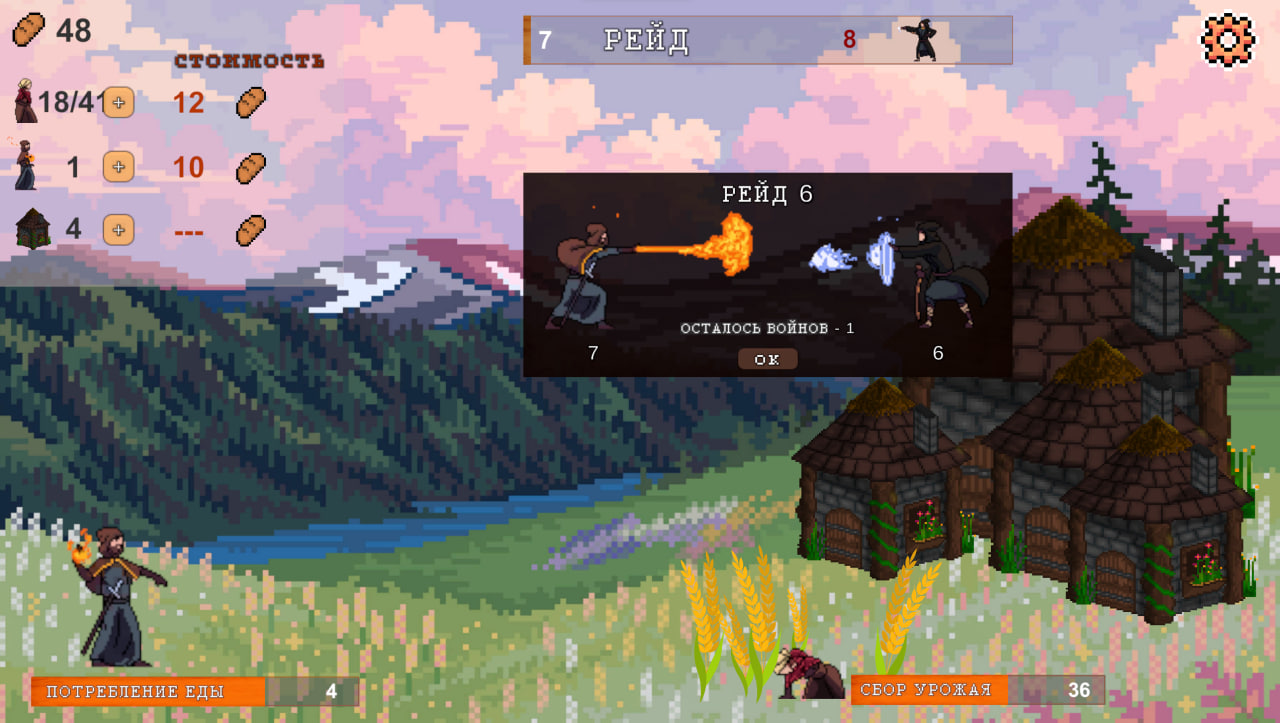 48
СТОИМОСТЬ
18/41 + 12
1 + 10
4 + ---
7 РЕЙД 8
РЕЙД 6
ОСТАЛОСЬ ВОЙНОВ - 1
7 ОК 6
ПОТРЕБЛЕНИЕ ЕДЫ 4
СБОР УРОЖАЯ 36